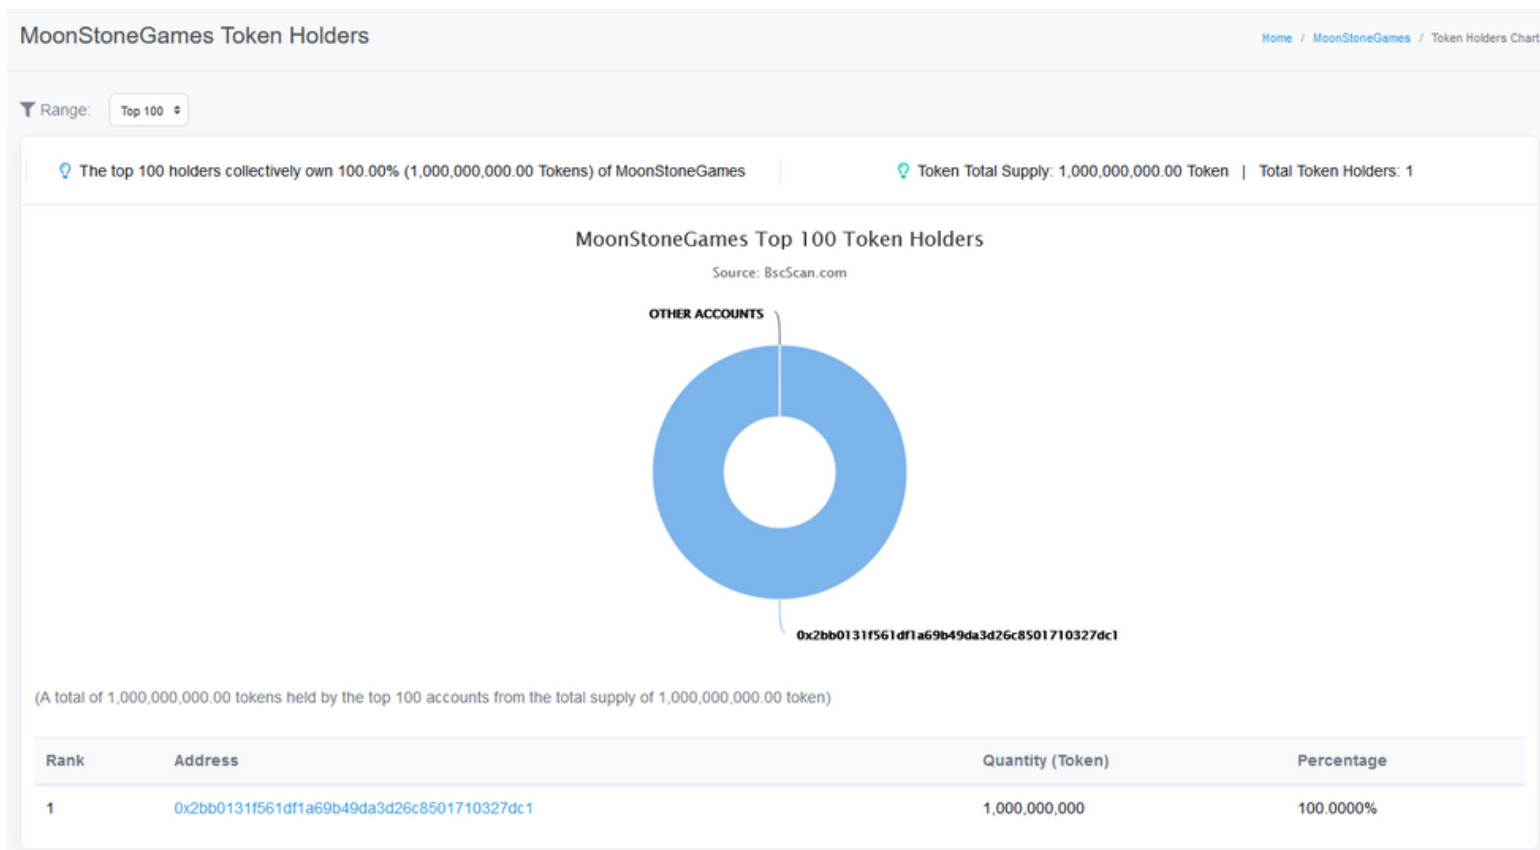 MoonStoneGames Token Holders
Home / MoonStoneGames / Token Holders Chart
Range: Top 100
The top 100 holders collectively own 100.00% (1,000,000,000.00 Tokens) of MoonStoneGames
Token Total Supply: 1,000,000,000.00 Token | Total Token Holders: 1
MoonStoneGames Top 100 Token Holders
Source: BscScan.com
OTHER ACCOUNTS
0x2bb0131f561df1a69b49da3d26c8501710327dc1
(A total of 1,000,000,000.00 tokens held by the top 100 accounts from the total supply of 1,000,000,000.00 token)
Rank Address Quantity (Token) Percentage
1 0x2bb0131f561df1a69b49da3d26c8501710327dc1 1,000,000,000 100.0000%